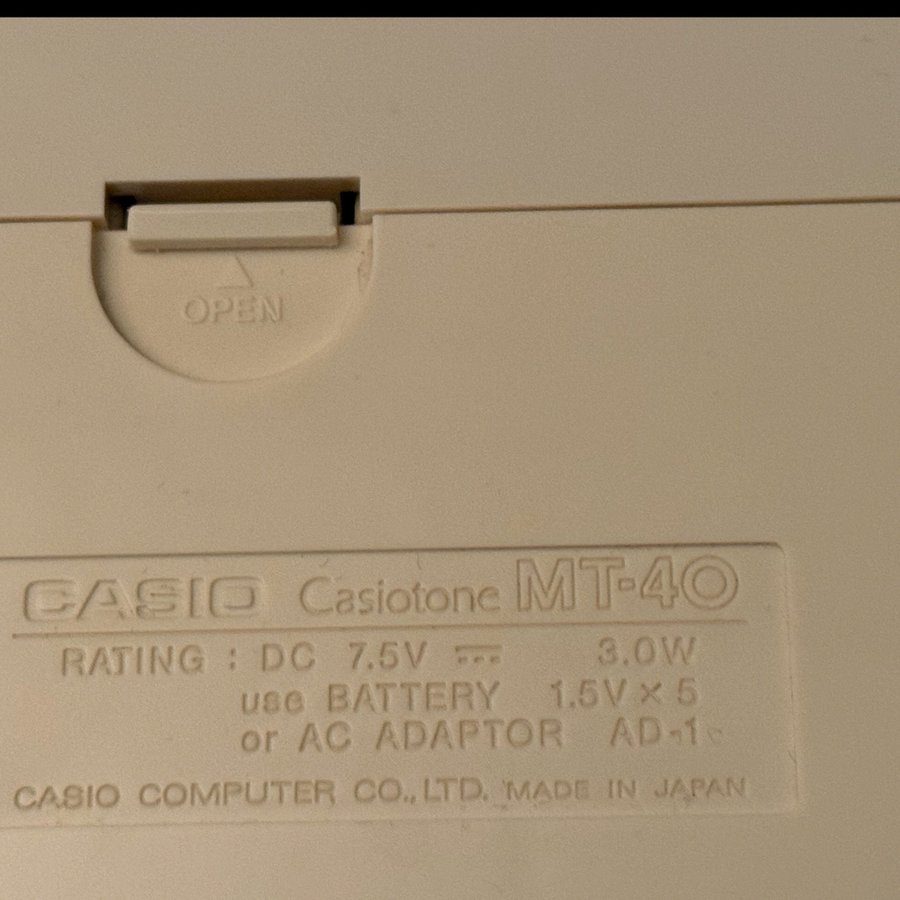 OPEN
CASIO Casiotone MT-40
RATING : DC 7.5V ⎓ 3.0W
use BATTERY 1.5V × 5
or AC ADAPTOR AD-1
CASIO COMPUTER CO., LTD. MADE IN JAPAN